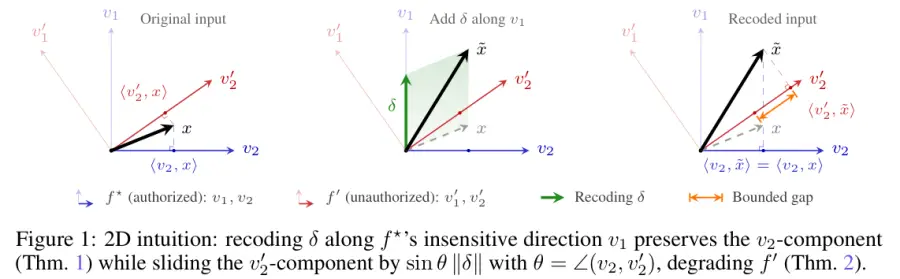 v₁ Original input
v′₁
v′₂
⟨v′₂, x⟩
x
v₂
⟨v₂, x⟩
v₁ Add δ along v₁
v′₁
x̃
v′₂
δ
x
v₂
v₁ Recoded input
v′₁
x̃
v′₂
⟨v′₂, x̃⟩
x
v₂
⟨v₂, x̃⟩ = ⟨v₂, x⟩
f⋆ (authorized): v₁, v₂ f′ (unauthorized): v′₁, v′₂ Recoding δ Bounded gap
Figure 1: 2D intuition: recoding δ along f⋆'s insensitive direction v₁ preserves the v₂-component
(Thm. 1) while sliding the v′₂-component by sin θ ‖δ‖ with θ = ∠(v₂, v′₂), degrading f′ (Thm. 2).